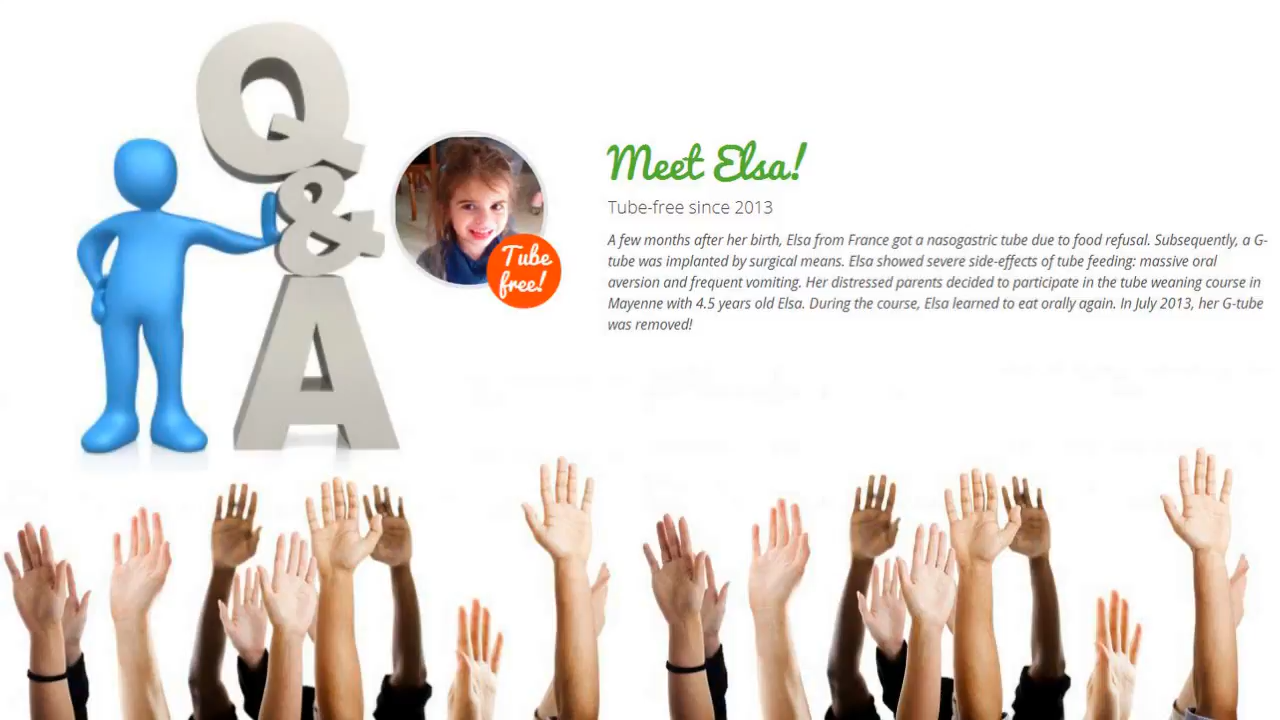 Q
&
A
Meet Elsa!
Tube-free since 2013
Tube
free!
A few months after her birth, Elsa from France got a nasogastric tube due to food refusal. Subsequently, a G-
tube was implanted by surgical means. Elsa showed severe side-effects of tube feeding: massive oral
aversion and frequent vomiting. Her distressed parents decided to participate in the tube weaning course in
Mayenne with 4.5 years old Elsa. During the course, Elsa learned to eat orally again. In July 2013, her G-tube
was removed!